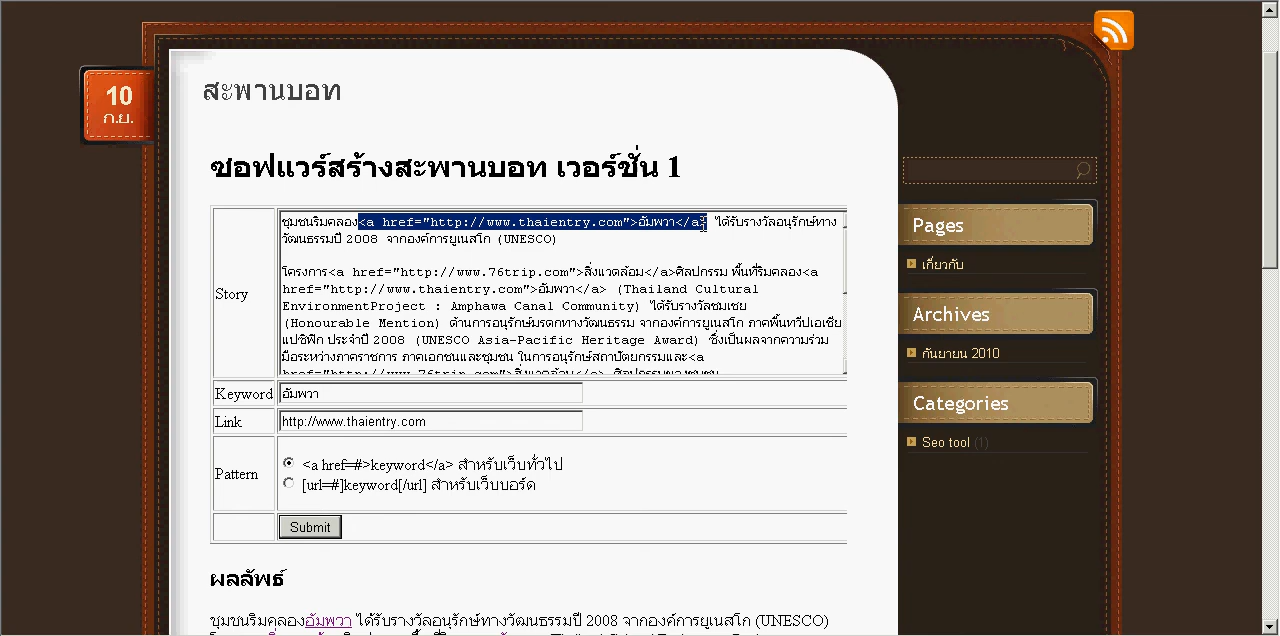 10
ก.ย.
สะพานบอท
ซอฟแวร์สร้างสะพานบอท เวอร์ชั่น 1
Story
ชุมชนริมคลอง<a href="http://www.thaientry.com">อัมพวา</a> ได้รับรางวัลอนุรักษ์ทาง
วัฒนธรรมปี 2008 จากองค์การยูเนสโก (UNESCO)
โครงการ<a href="http://www.76trip.com">สิ่งแวดล้อม</a>ศิลปกรรม พื้นที่ริมคลอง<a
href="http://www.thaientry.com">อัมพวา</a> (Thailand Cultural
EnvironmentProject : Amphawa Canal Community) ได้รับรางวัลชมเชย
(Honourable Mention) ด้านการอนุรักษ์มรดกทางวัฒนธรรม จากองค์การยูเนสโก ภาคพื้นทวีปเอเชีย
แปซิฟิก ประจำปี 2008 (UNESCO Asia-Pacific Heritage Award) ซึ่งเป็นผลจากความร่วม
มือระหว่างภาคราชการ ภาคเอกชนและชุมชน ในการอนุรักษ์สถาปัตยกรรมและ<a
href="http://www.76trip.com">สิ่งแวดล้อม</a>
Keyword อัมพวา
Link http://www.thaientry.com
Pattern
<a href=#>keyword</a> สำหรับเว็บทั่วไป
[url=#]keyword[/url] สำหรับเว็บบอร์ด
Submit
ผลลัพธ์
ชุมชนริมคลองอัมพวา ได้รับรางวัลอนุรักษ์ทางวัฒนธรรมปี 2008 จากองค์การยูเนสโก (UNESCO)
Pages
เกี่ยวกับ
Archives
กันยายน 2010
Categories
Seo tool (1)